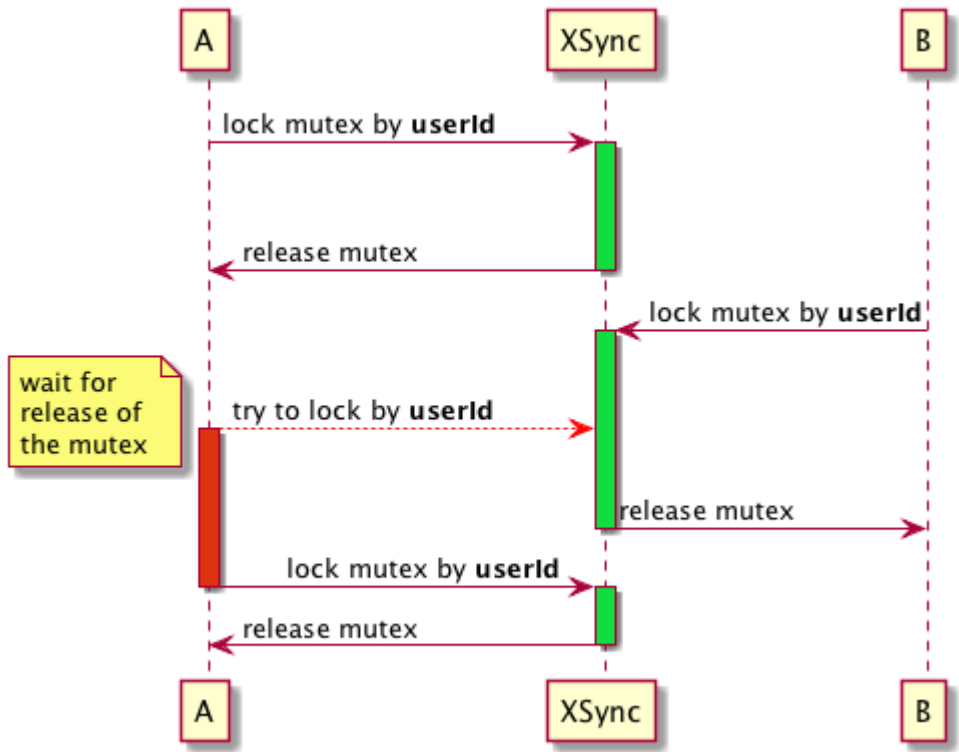 A
XSync
B
lock mutex by userId
release mutex
lock mutex by userId
wait for
release of
the mutex
try to lock by userId
release mutex
lock mutex by userId
release mutex
A
XSync
B